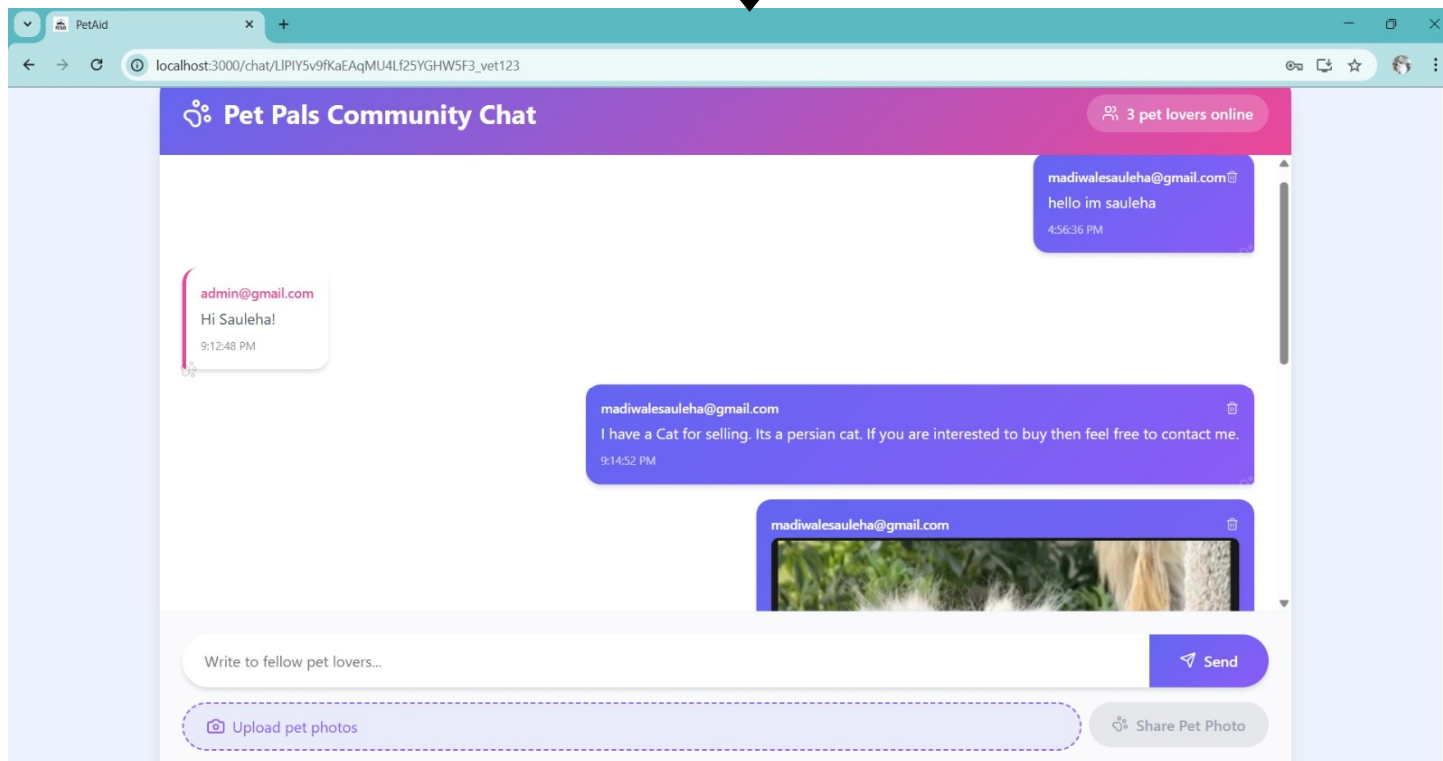 PetAid
localhost:3000/chat/LlPIY5v9fKaEAqMU4Lf25YGHW5F3_vet123
Pet Pals Community Chat
3 pet lovers online
madiwalesauleha@gmail.com
hello im sauleha
4:56:36 PM
admin@gmail.com
Hi Sauleha!
9:12:48 PM
madiwalesauleha@gmail.com
I have a Cat for selling. Its a persian cat. If you are interested to buy then feel free to contact me.
9:14:52 PM
madiwalesauleha@gmail.com
Write to fellow pet lovers...
Send
Upload pet photos
Share Pet Photo